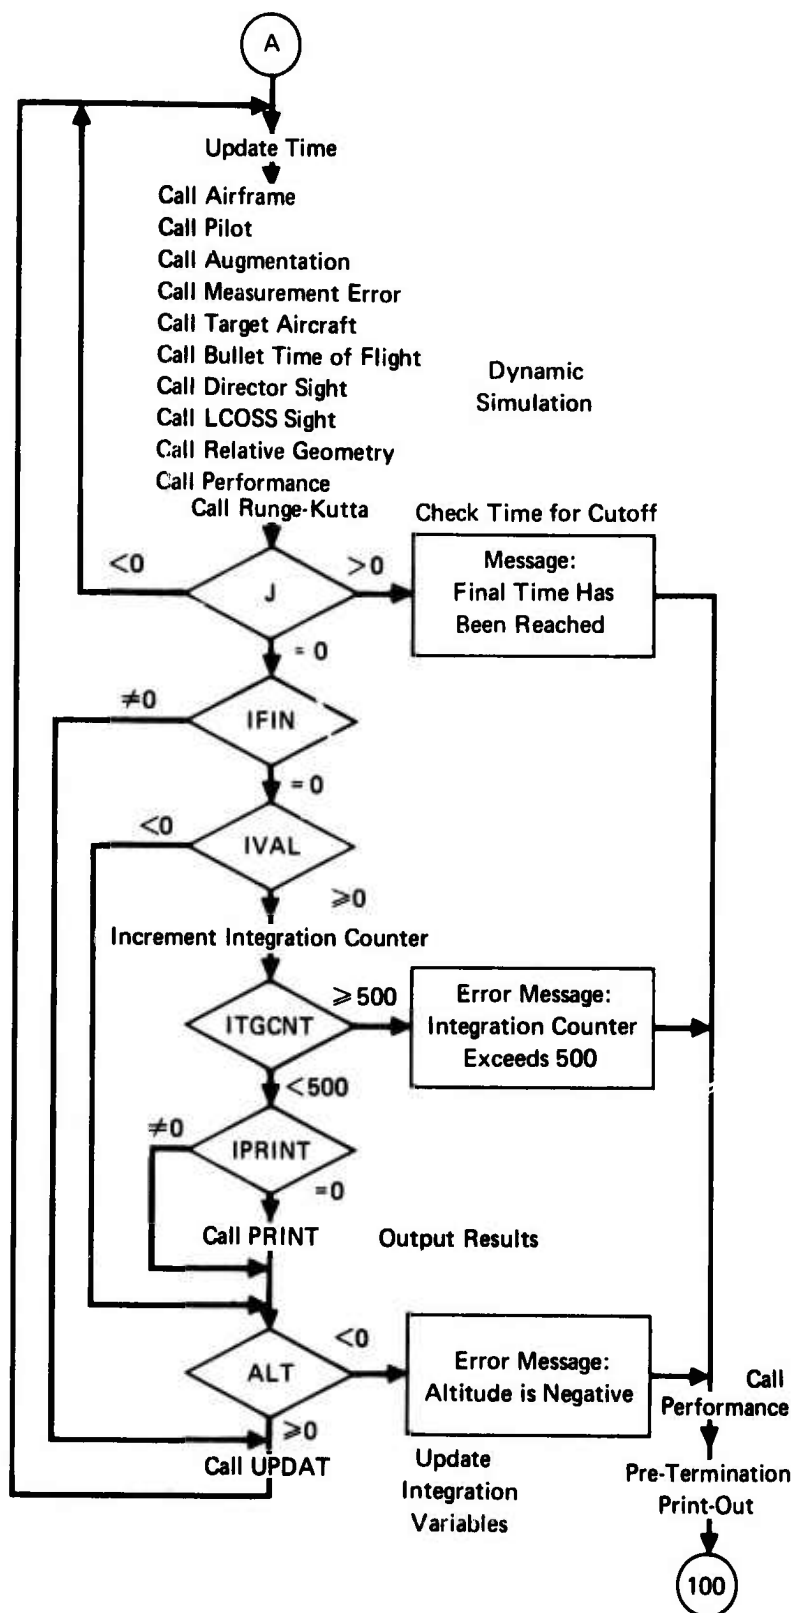 A
Update Time
Call Airframe
Call Pilot
Call Augmentation
Call Measurement Error
Call Target Aircraft
Call Bullet Time of Flight
Call Director Sight
Call LCOSS Sight
Call Relative Geometry
Call Performance
Call Runge-Kutta
Dynamic
Simulation
Check Time for Cutoff
<0
J
>0
Message:
Final Time Has
Been Reached
= 0
≠0
IFIN
= 0
<0
IVAL
⩾0
Increment Integration Counter
ITGCNT
⩾500
Error Message:
Integration Counter
Exceeds 500
<500
≠0
IPRINT
=0
Call PRINT
Output Results
ALT
<0
Error Message:
Altitude is Negative
⩾0
Call UPDAT
Update
Integration
Variables
Call
Performance
Pre-Termination
Print-Out
100